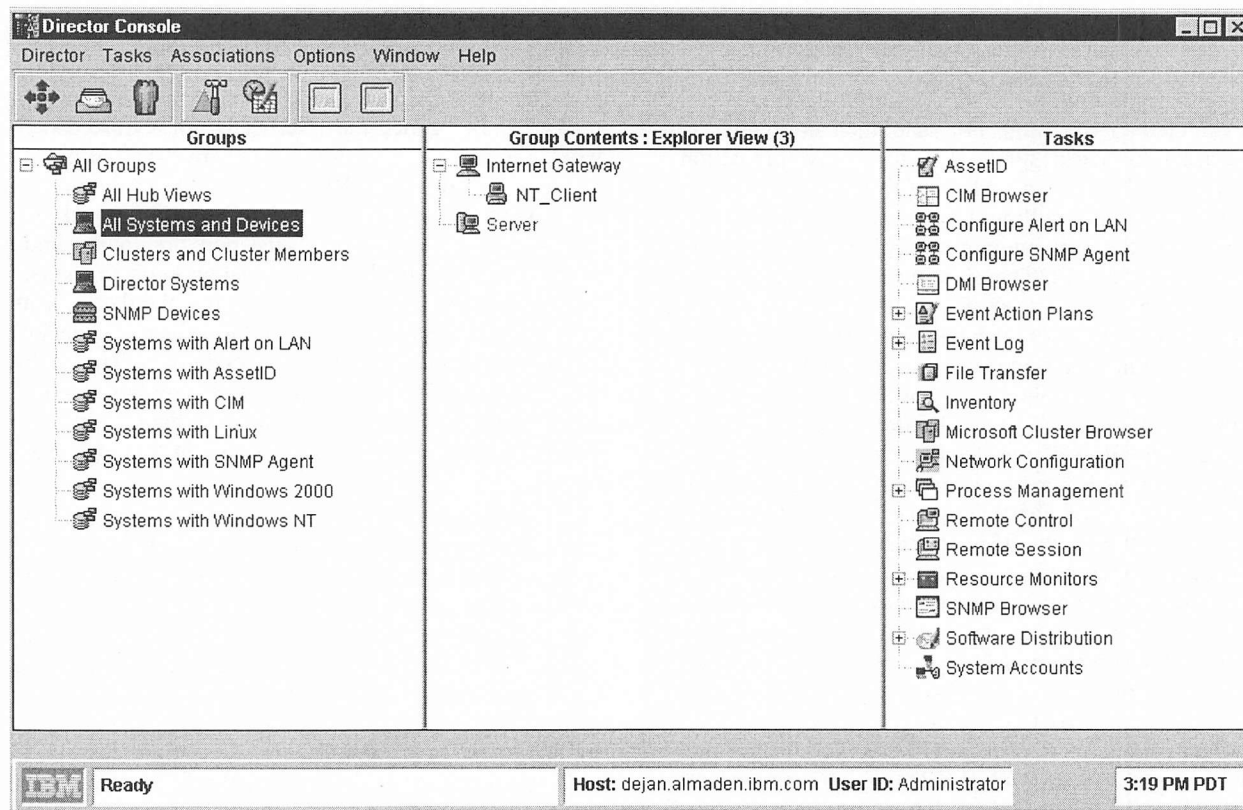 Director Console
Director Tasks Associations Options Window Help
Groups
All Groups
All Hub Views
All Systems and Devices
Clusters and Cluster Members
Director Systems
SNMP Devices
Systems with Alert on LAN
Systems with AssetID
Systems with CIM
Systems with Linux
Systems with SNMP Agent
Systems with Windows 2000
Systems with Windows NT
Group Contents : Explorer View (3)
Internet Gateway
NT_Client
Server
Tasks
AssetID
CIM Browser
Configure Alert on LAN
Configure SNMP Agent
DMI Browser
Event Action Plans
Event Log
File Transfer
Inventory
Microsoft Cluster Browser
Network Configuration
Process Management
Remote Control
Remote Session
Resource Monitors
SNMP Browser
Software Distribution
System Accounts
IBM
Ready
Host: dejan.almaden.ibm.com User ID: Administrator
3:19 PM PDT